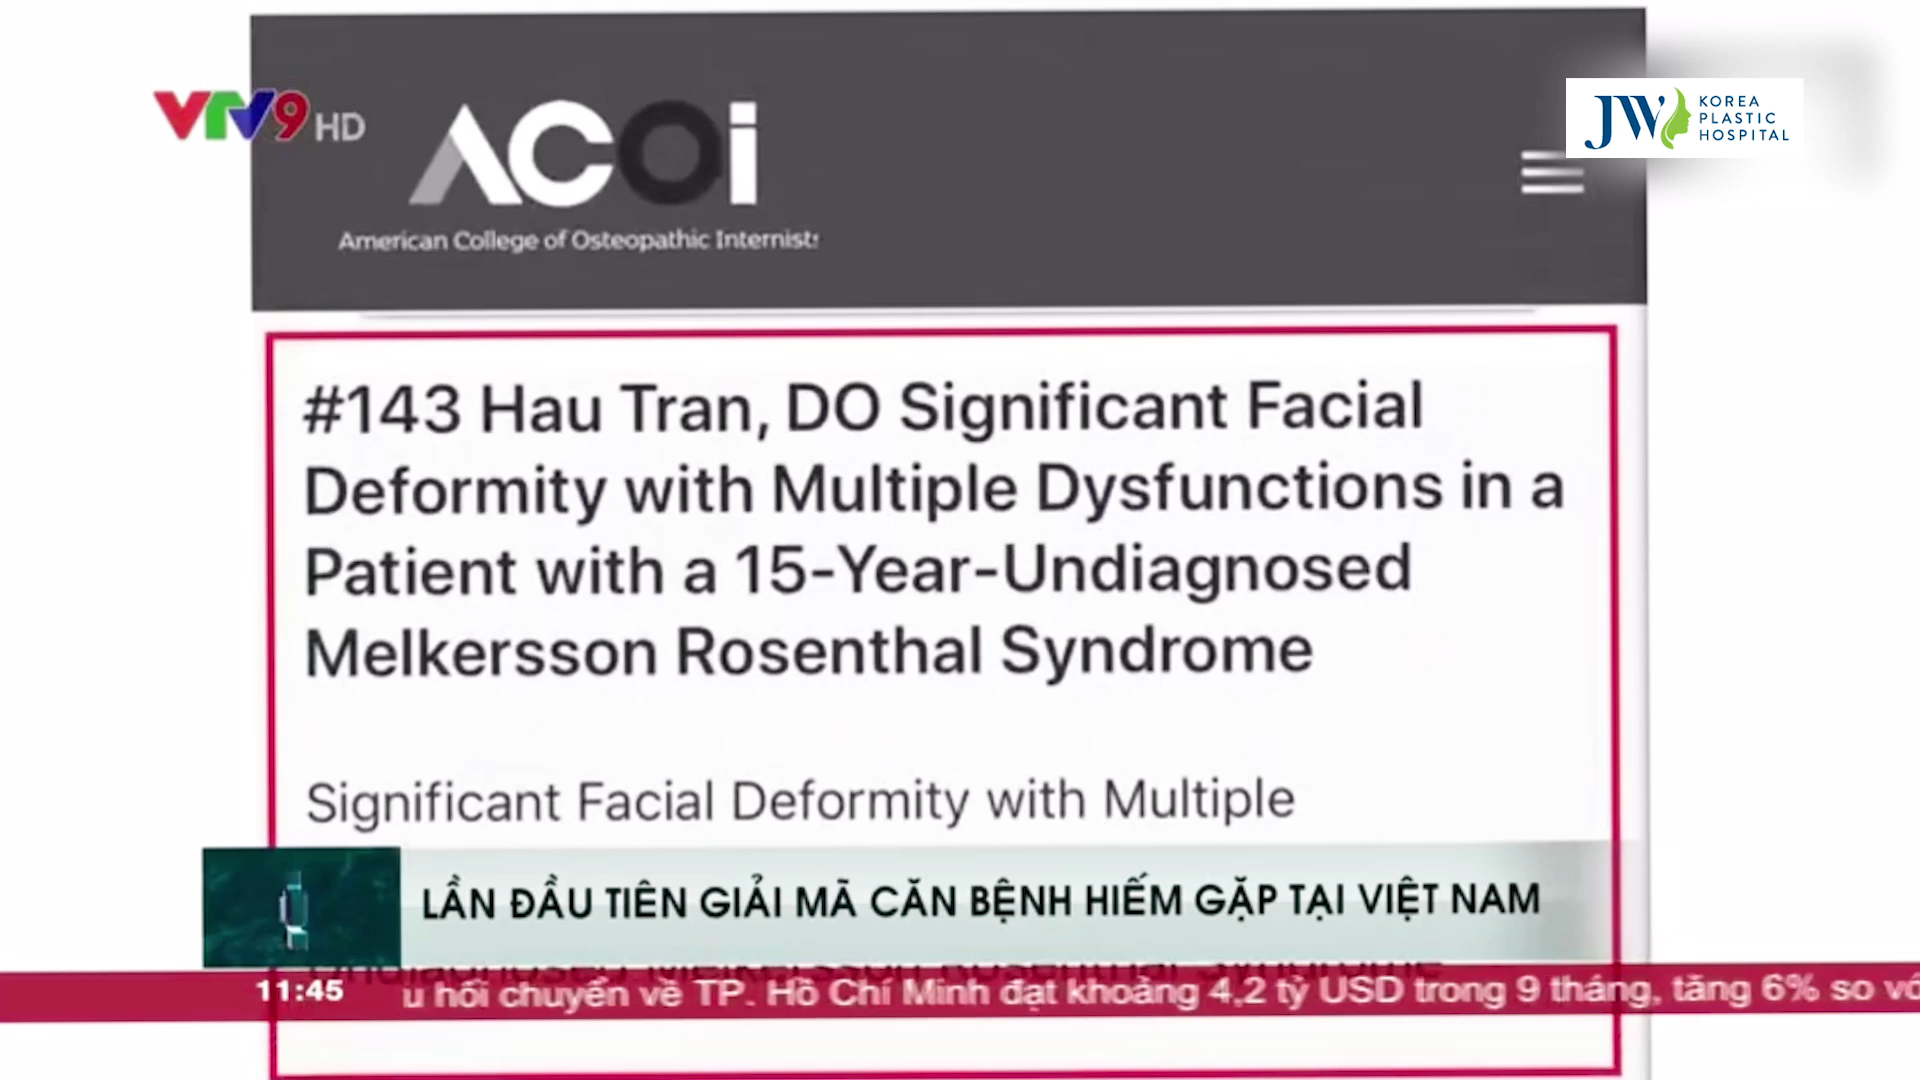 VTV9 HD
ACOi
American College of Osteopathic Internists
JW KOREA
PLASTIC
HOSPITAL
#143 Hau Tran, DO Significant Facial
Deformity with Multiple Dysfunctions in a
Patient with a 15-Year-Undiagnosed
Melkersson Rosenthal Syndrome
Significant Facial Deformity with Multiple
LẦN ĐẦU TIÊN GIẢI MÃ CĂN BỆNH HIẾM GẶP TẠI VIỆT NAM
11:45 u hối chuyển về TP. Hồ Chí Minh đạt khoảng 4,2 tỷ USD trong 9 tháng, tăng 6% so vớ